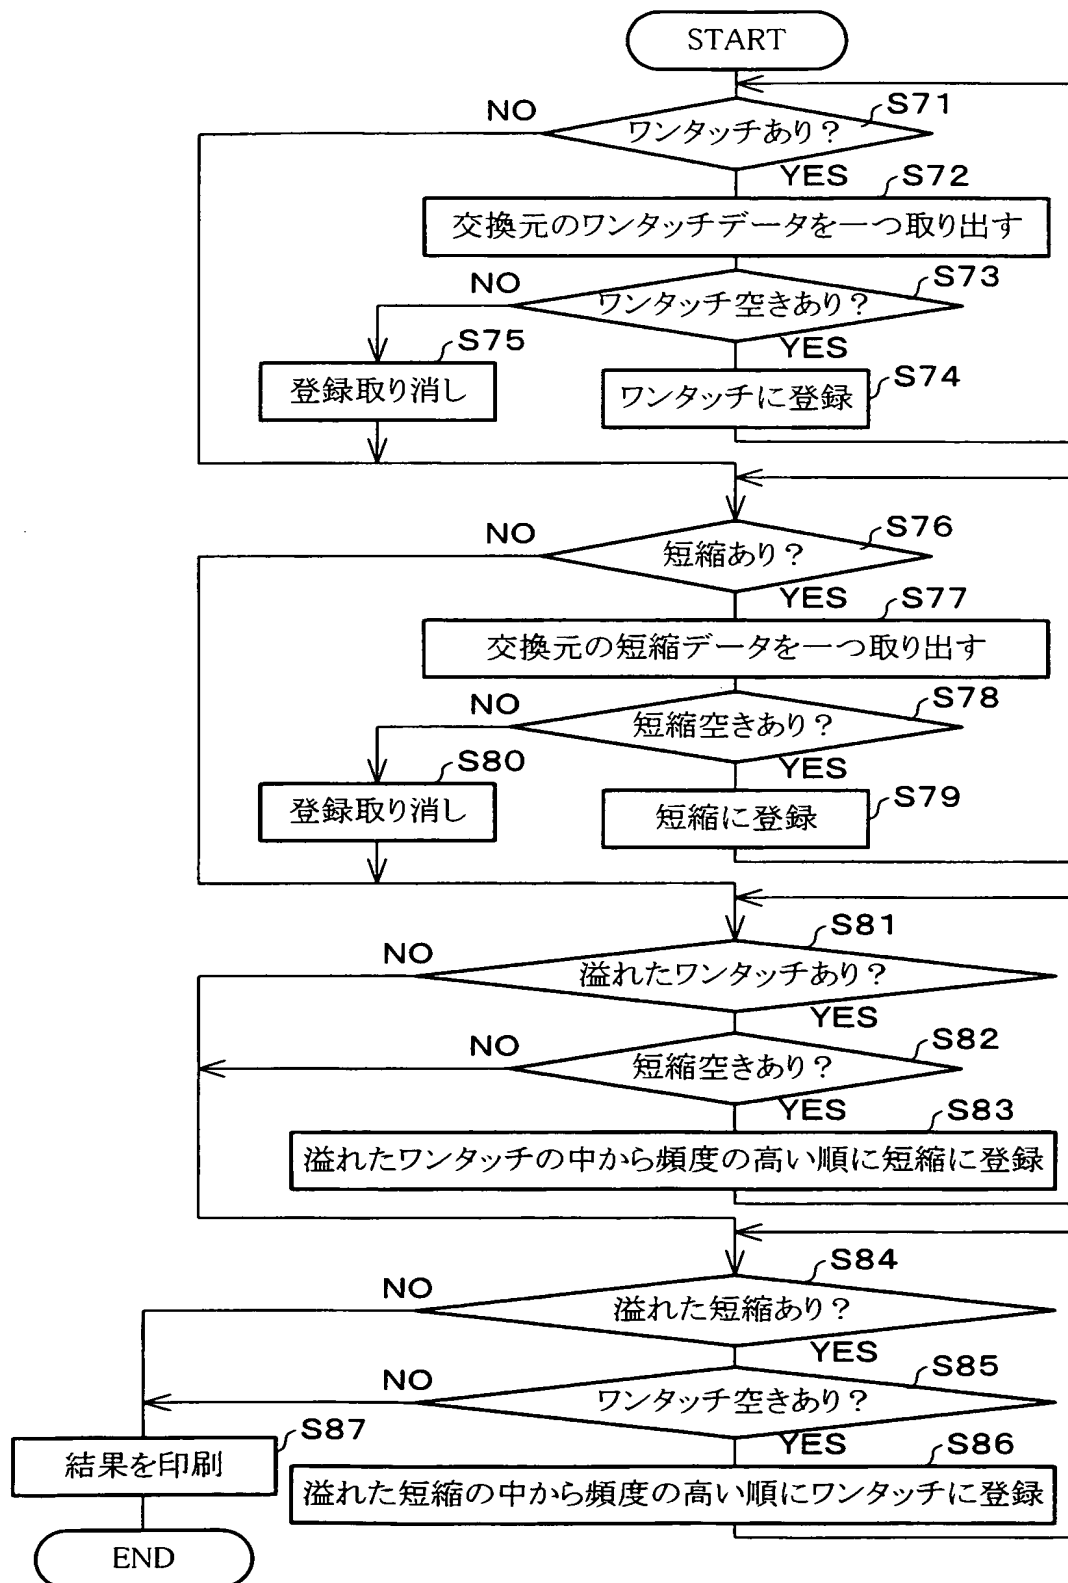 START
NO
ワンタッチあり？
S71
YES
S72
交換元のワンタッチデータを一つ取り出す
NO
ワンタッチ空きあり？
S73
YES
S75
登録取り消し
S74
ワンタッチに登録
NO
短縮あり？
S76
YES
S77
交換元の短縮データを一つ取り出す
NO
短縮空きあり？
S78
YES
S80
登録取り消し
S79
短縮に登録
S81
NO
溢れたワンタッチあり？
YES
NO
短縮空きあり？
S82
YES
S83
溢れたワンタッチの中から頻度の高い順に短縮に登録
S84
NO
溢れた短縮あり？
YES
NO
ワンタッチ空きあり？
S85
YES
S87
結果を印刷
S86
溢れた短縮の中から頻度の高い順にワンタッチに登録
END